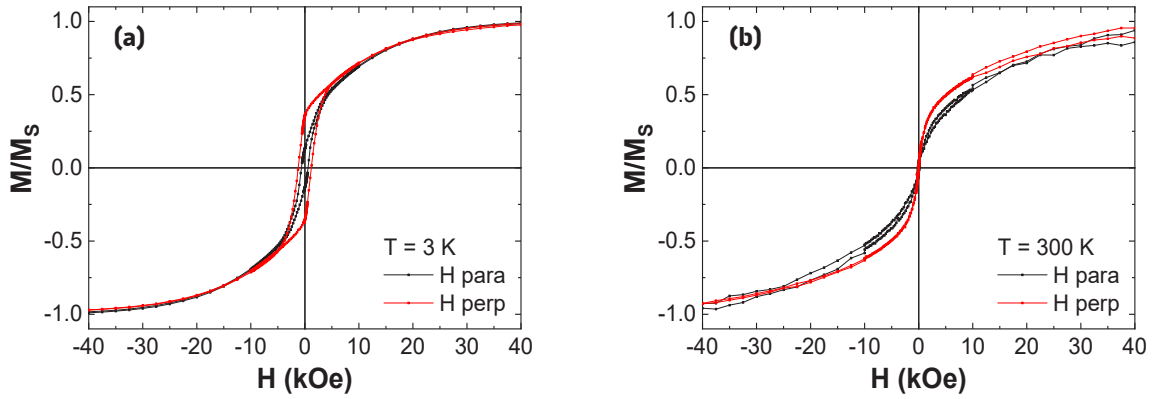 (a)
M/MS
1.0
0.5
0.0
-0.5
-1.0
T = 3 K
H para
H perp
-40 -30 -20 -10 0 10 20 30 40
H (kOe)
(b)
M/MS
1.0
0.5
0.0
-0.5
-1.0
T = 300 K
H para
H perp
-40 -30 -20 -10 0 10 20 30 40
H (kOe)